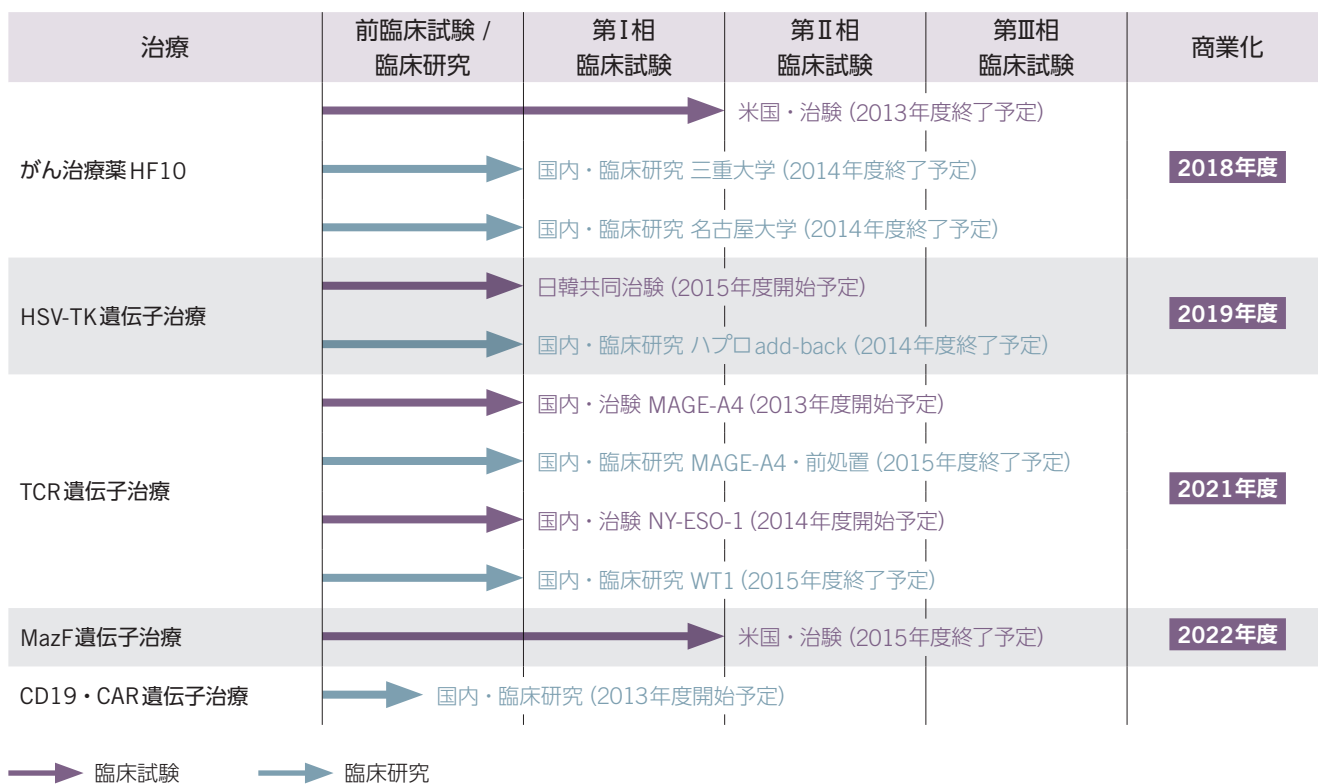 治療
前臨床試験 /
臨床研究
第Ⅰ相
臨床試験
第Ⅱ相
臨床試験
第Ⅲ相
臨床試験
商業化
がん治療薬HF10
米国・治験 (2013年度終了予定)
国内・臨床研究 三重大学 (2014年度終了予定)
国内・臨床研究 名古屋大学 (2014年度終了予定)
2018年度
HSV-TK遺伝子治療
日韓共同治験 (2015年度開始予定)
国内・臨床研究 ハプロadd-back (2014年度終了予定)
2019年度
TCR遺伝子治療
国内・治験 MAGE-A4 (2013年度開始予定)
国内・臨床研究 MAGE-A4・前処置 (2015年度終了予定)
国内・治験 NY-ESO-1 (2014年度開始予定)
国内・臨床研究 WT1 (2015年度終了予定)
2021年度
MazF遺伝子治療
米国・治験 (2015年度終了予定)
2022年度
CD19・CAR遺伝子治療
国内・臨床研究 (2013年度開始予定)
臨床試験
臨床研究